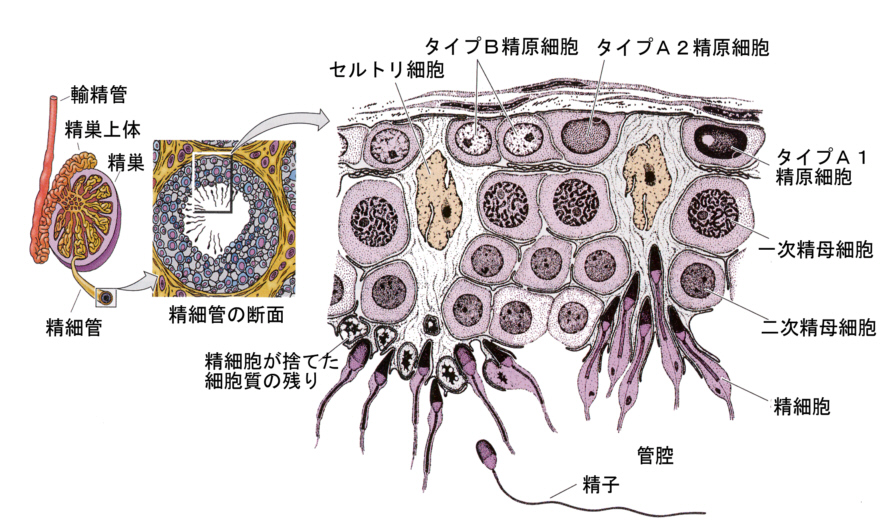 タイプB精原細胞
タイプA2精原細胞
セルトリ細胞
輸精管
精巣上体
精巣
タイプA1
精原細胞
一次精母細胞
精細管の断面
精細管
二次精母細胞
精細胞が捨てた
細胞質の残り
精細胞
管腔
精子